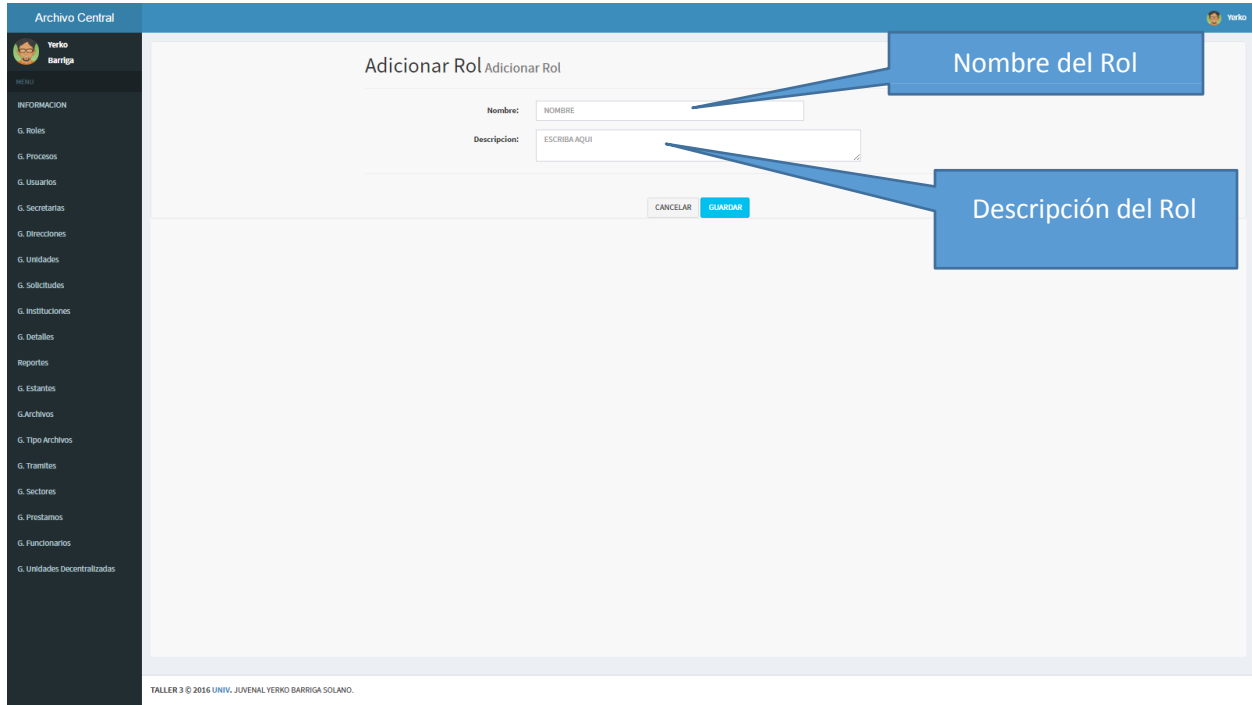 Archivo Central
Yerko
Yerko
Barriga
MENU
INFORMACION
G. Roles
G. Procesos
G. Usuarios
G. Secretarias
G. Direcciones
G. Unidades
G. Solicitudes
G. Instituciones
G. Detalles
Reportes
G. Estantes
G.Archivos
G. Tipo Archivos
G. Tramites
G. Sectores
G. Prestamos
G. Funcionarios
G. Unidades Decentralizadas
Adicionar Rol Adicionar Rol
Nombre: NOMBRE
Descripcion: ESCRIBA AQUI
CANCELAR GUARDAR
Nombre del Rol
Descripción del Rol
TALLER 3 © 2016 UNIV. JUVENAL YERKO BARRIGA SOLANO.